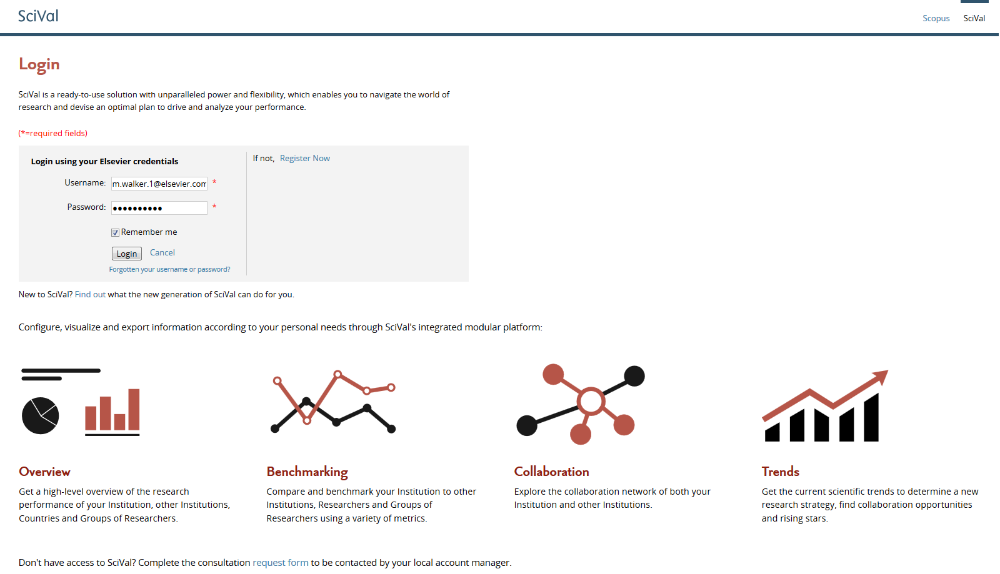 SciVal
Scopus SciVal
Login
SciVal is a ready-to-use solution with unparalleled power and flexibility, which enables you to navigate the world of
research and devise an optimal plan to drive and analyze your performance.
(*=required fields)
Login using your Elsevier credentials
Username: m.walker.1@elsevier.com *
Password: ●●●●●●●●●● *
Remember me
Login Cancel
Forgotten your username or password?
If not, Register Now
New to SciVal? Find out what the new generation of SciVal can do for you.
Configure, visualize and export information according to your personal needs through SciVal's integrated modular platform:
Overview
Get a high-level overview of the research
performance of your Institution, other Institutions,
Countries and Groups of Researchers.
Benchmarking
Compare and benchmark your Institution to other
Institutions, Researchers and Groups of
Researchers using a variety of metrics.
Collaboration
Explore the collaboration network of both your
Institution and other Institutions.
Trends
Get the current scientific trends to determine a new
research strategy, find collaboration opportunities
and rising stars.
Don't have access to SciVal? Complete the consultation request form to be contacted by your local account manager.